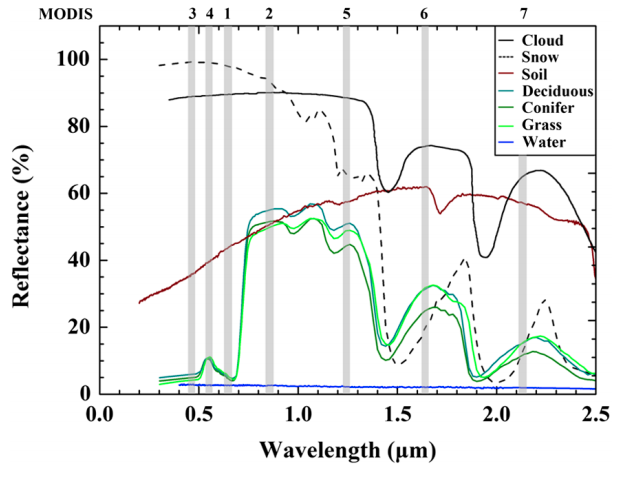 MODIS 3 4 1 2 5 6 7
Cloud
Snow
Soil
Deciduous
Conifer
Grass
Water
100
80
60
40
20
0
Reflectance (%)
0.0 0.5 1.0 1.5 2.0 2.5
Wavelength (μm)